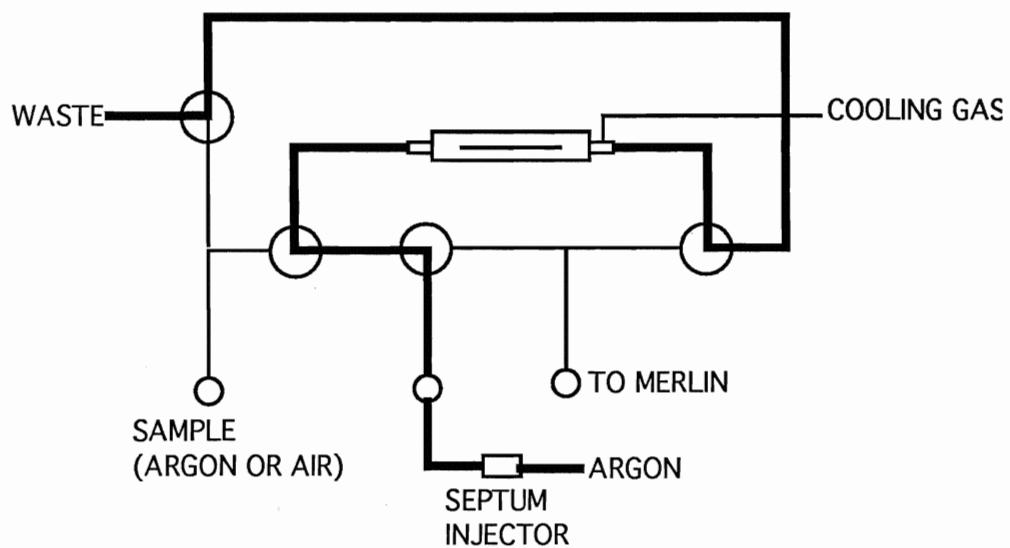 WASTE
COOLING GAS
TO MERLIN
SAMPLE
(ARGON OR AIR)
ARGON
SEPTUM
INJECTOR